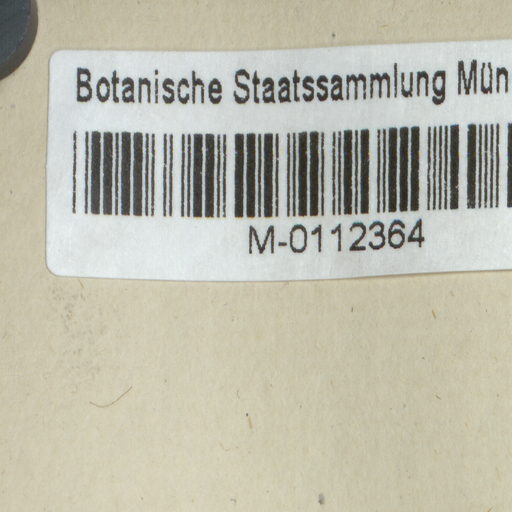 Botanische Staatssammlung Mün
M-0112364